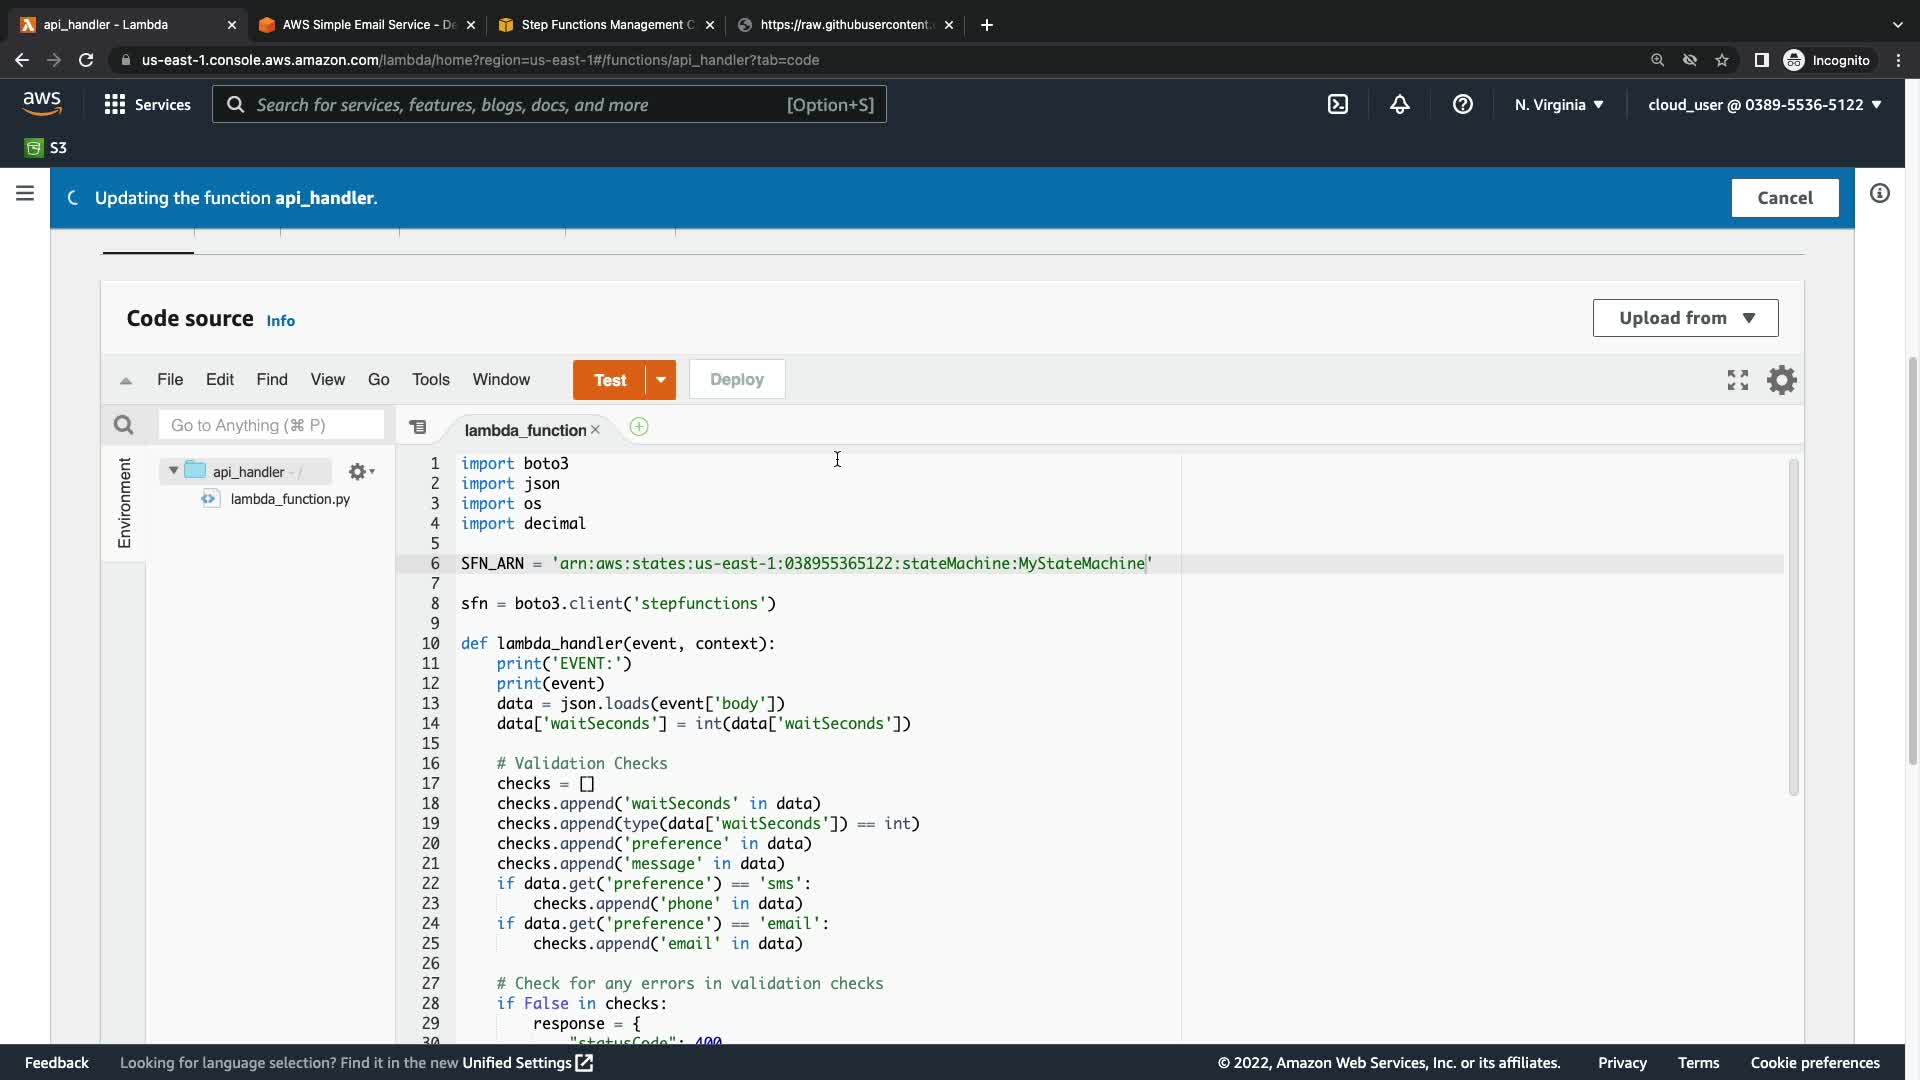 api_handler - Lambda
AWS Simple Email Service - De
Step Functions Management C
https://raw.githubusercontent.
us-east-1.console.aws.amazon.com/lambda/home?region=us-east-1#/functions/api_handler?tab=code
Incognito
aws
Services
Search for services, features, blogs, docs, and more
[Option+S]
N. Virginia
cloud_user @ 0389-5536-5122
S3
Updating the function api_handler.
Cancel
Code source Info
Upload from
File Edit Find View Go Tools Window
Test
Deploy
Go to Anything (⌘ P)
lambda_function
Environment
api_handler - /
lambda_function.py
1 import boto3
2 import json
3 import os
4 import decimal
5
6 SFN_ARN = 'arn:aws:states:us-east-1:038955365122:stateMachine:MyStateMachine'
7
8 sfn = boto3.client('stepfunctions')
9
10 def lambda_handler(event, context):
11 print('EVENT:')
12 print(event)
13 data = json.loads(event['body'])
14 data['waitSeconds'] = int(data['waitSeconds'])
15
16 # Validation Checks
17 checks = []
18 checks.append('waitSeconds' in data)
19 checks.append(type(data['waitSeconds']) == int)
20 checks.append('preference' in data)
21 checks.append('message' in data)
22 if data.get('preference') == 'sms':
23 checks.append('phone' in data)
24 if data.get('preference') == 'email':
25 checks.append('email' in data)
26
27 # Check for any errors in validation checks
28 if False in checks:
29 response = {
30 "statusCode": 400
Feedback
Looking for language selection? Find it in the new Unified Settings
© 2022, Amazon Web Services, Inc. or its affiliates.
Privacy
Terms
Cookie preferences